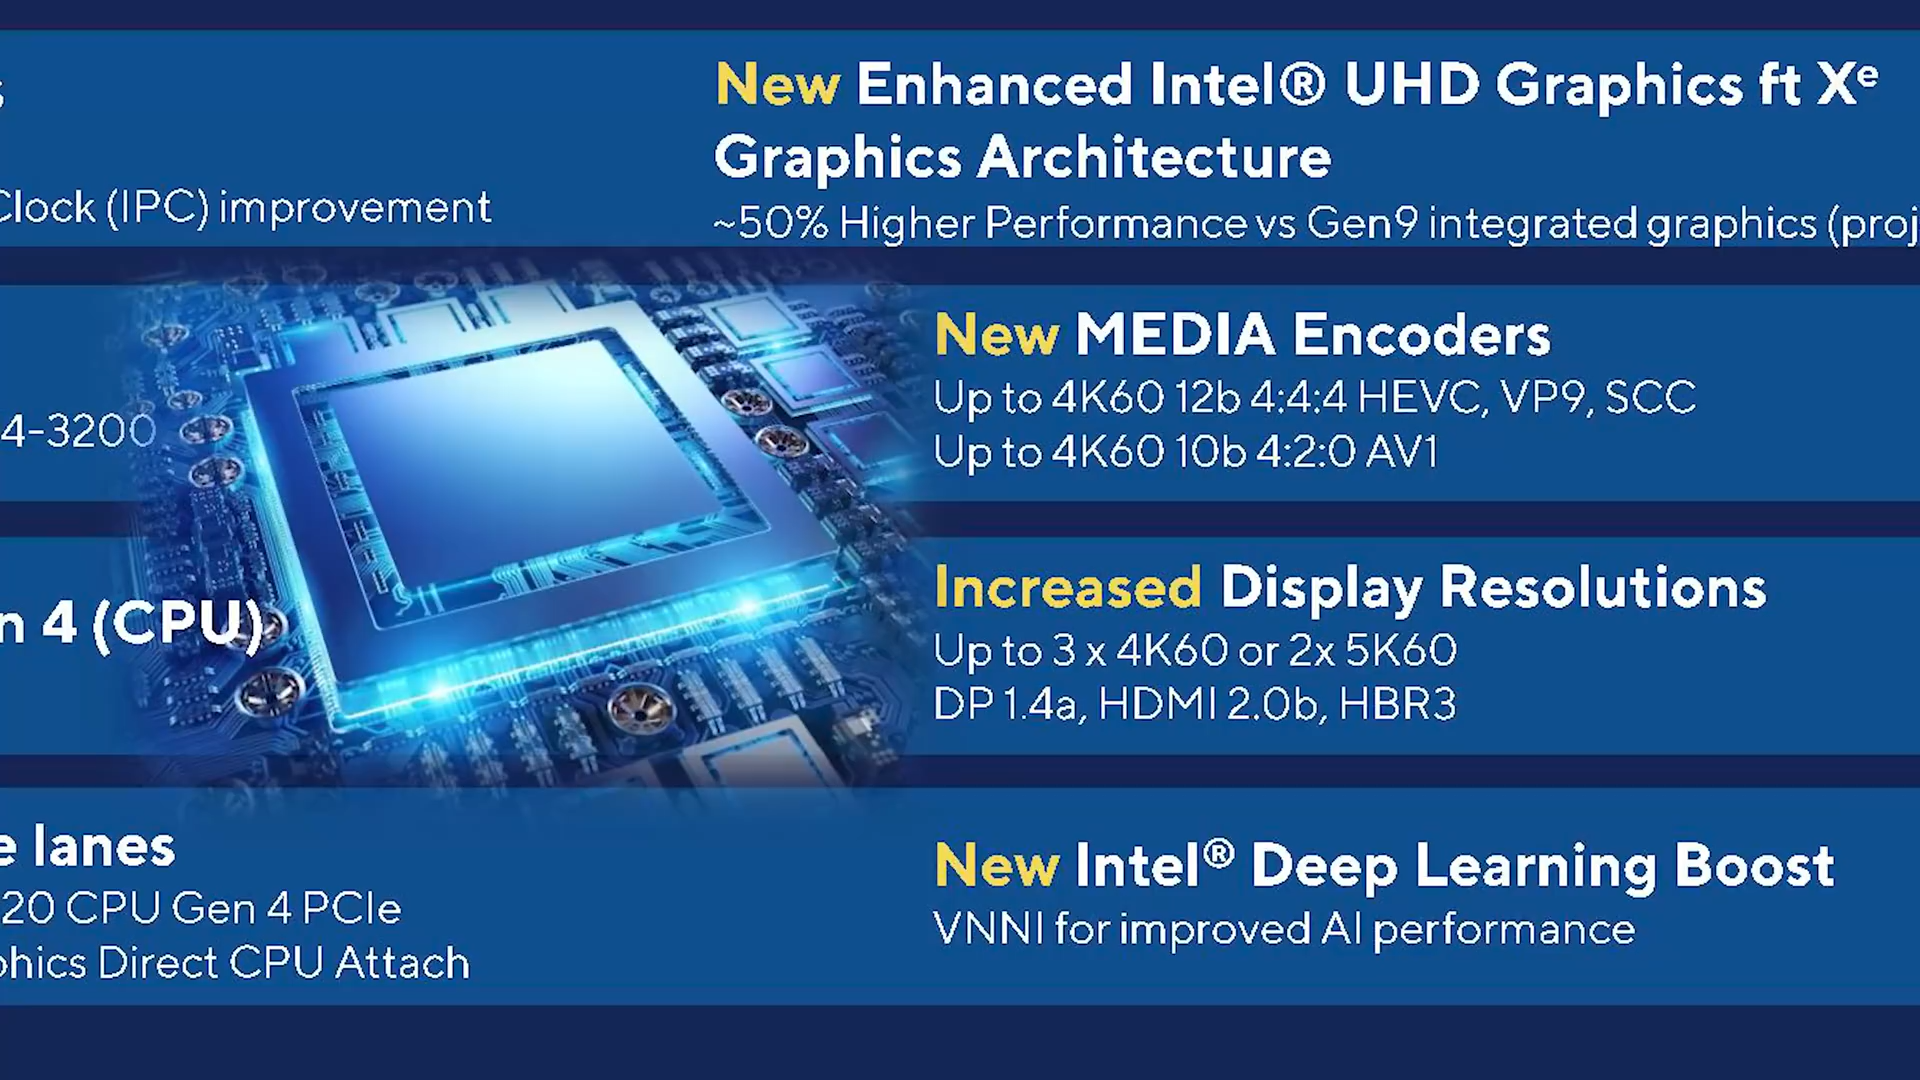 Clock (IPC) improvement
4-3200
n 4 (CPU)
e lanes
20 CPU Gen 4 PCIe
phics Direct CPU Attach
New Enhanced Intel® UHD Graphics ft Xe
Graphics Architecture
~50% Higher Performance vs Gen9 integrated graphics (proj
New MEDIA Encoders
Up to 4K60 12b 4:4:4 HEVC, VP9, SCC
Up to 4K60 10b 4:2:0 AV1
Increased Display Resolutions
Up to 3 x 4K60 or 2x 5K60
DP 1.4a, HDMI 2.0b, HBR3
New Intel® Deep Learning Boost
VNNI for improved AI performance